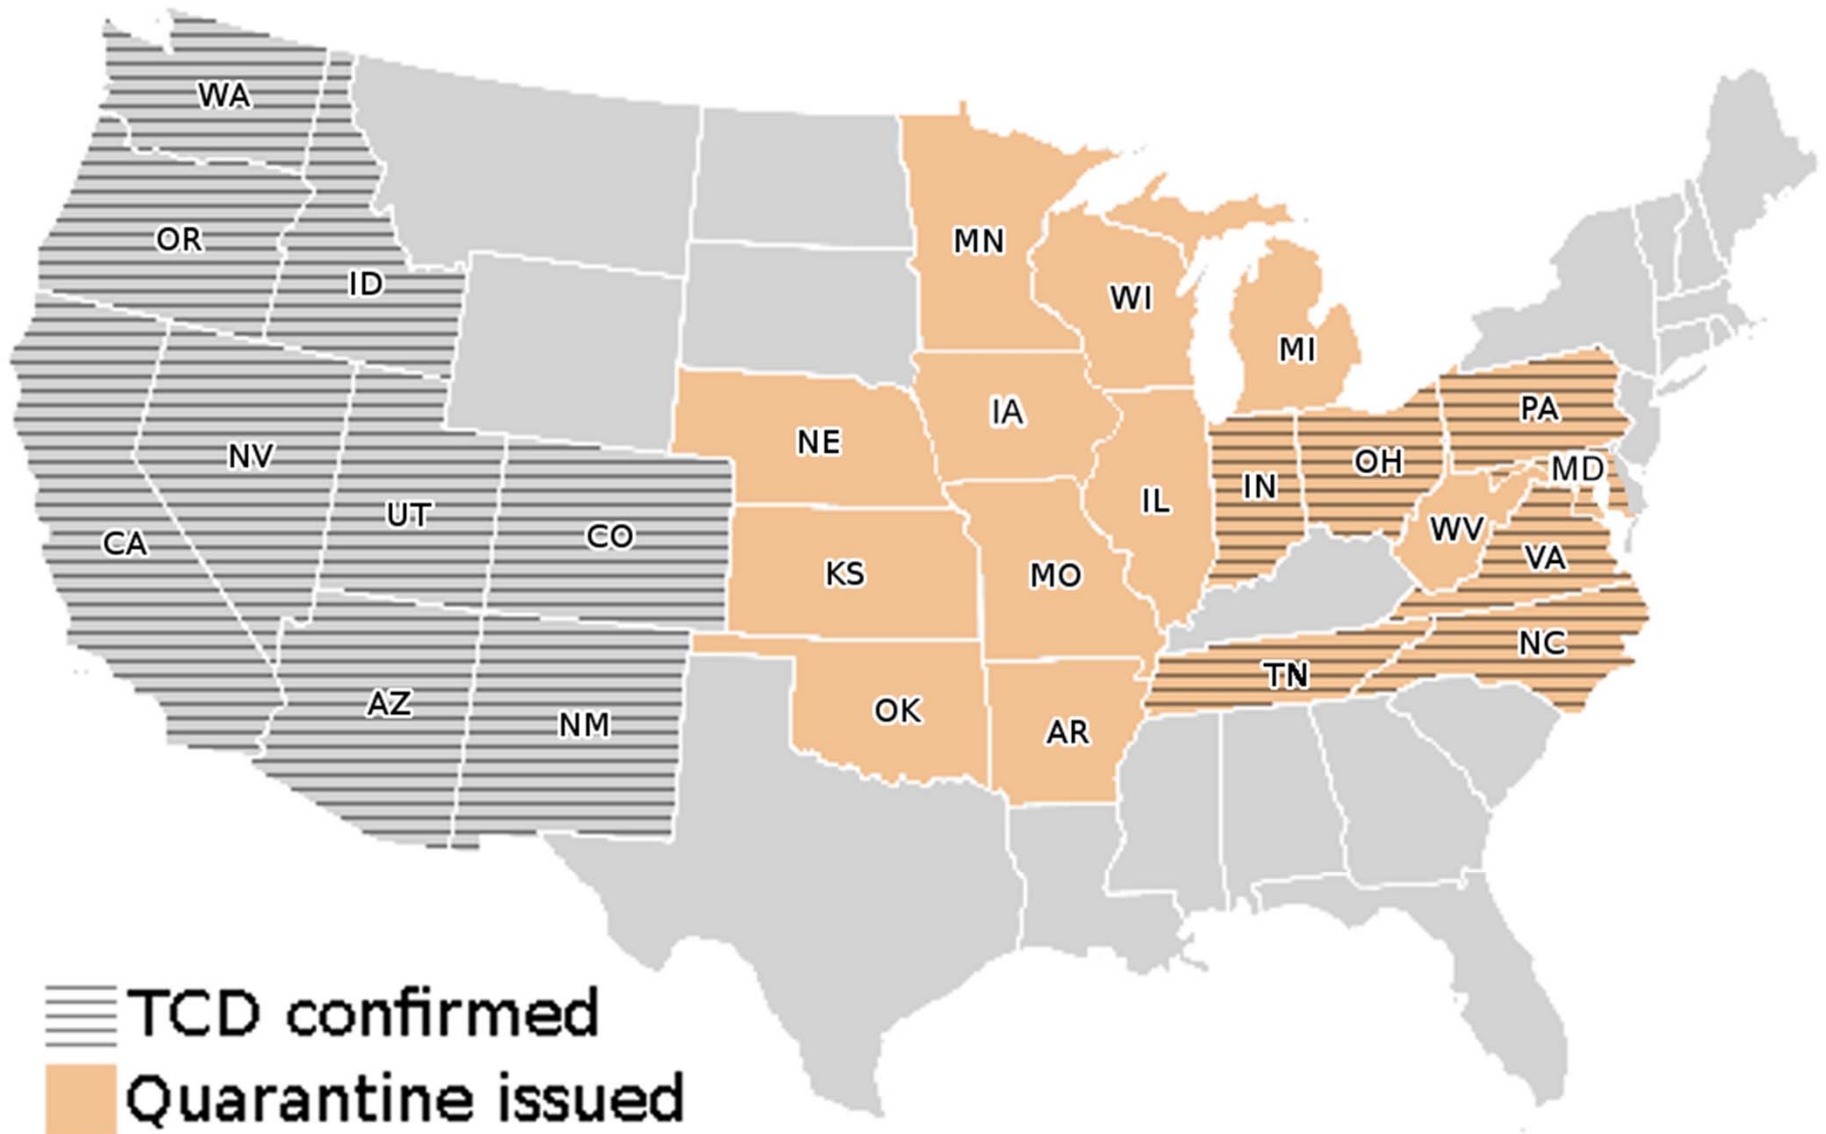 WA
OR
ID
MN
WI
MI
IA
NE
PA
NV
OH
MD
IN
UT
IL
CO
WV
CA
VA
KS
MO
NC
TN
AZ
OK
NM
AR
TCD confirmed
Quarantine issued